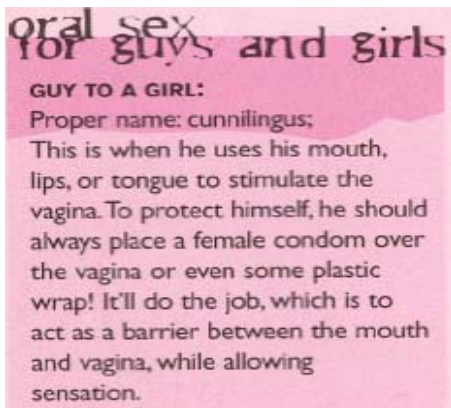 oral sex
for guys and girls
GUY TO A GIRL:
Proper name: cunnilingus;
This is when he uses his mouth,
lips, or tongue to stimulate the
vagina. To protect himself, he should
always place a female condom over
the vagina or even some plastic
wrap! It'll do the job, which is to
act as a barrier between the mouth
and vagina, while allowing
sensation.